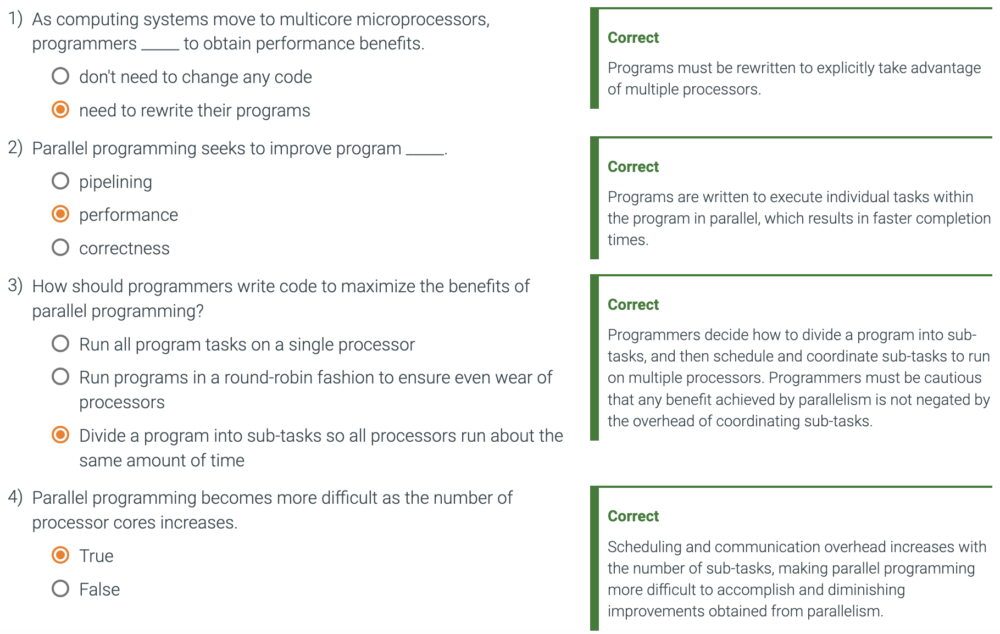 1) As computing systems move to multicore microprocessors,
programmers _____ to obtain performance benefits.
don't need to change any code
need to rewrite their programs
Correct
Programs must be rewritten to explicitly take advantage
of multiple processors.
2) Parallel programming seeks to improve program _____.
pipelining
performance
correctness
Correct
Programs are written to execute individual tasks within
the program in parallel, which results in faster completion
times.
3) How should programmers write code to maximize the benefits of
parallel programming?
Run all program tasks on a single processor
Run programs in a round-robin fashion to ensure even wear of
processors
Divide a program into sub-tasks so all processors run about the
same amount of time
Correct
Programmers decide how to divide a program into sub-
tasks, and then schedule and coordinate sub-tasks to run
on multiple processors. Programmers must be cautious
that any benefit achieved by parallelism is not negated by
the overhead of coordinating sub-tasks.
4) Parallel programming becomes more difficult as the number of
processor cores increases.
True
False
Correct
Scheduling and communication overhead increases with
the number of sub-tasks, making parallel programming
more difficult to accomplish and diminishing
improvements obtained from parallelism.